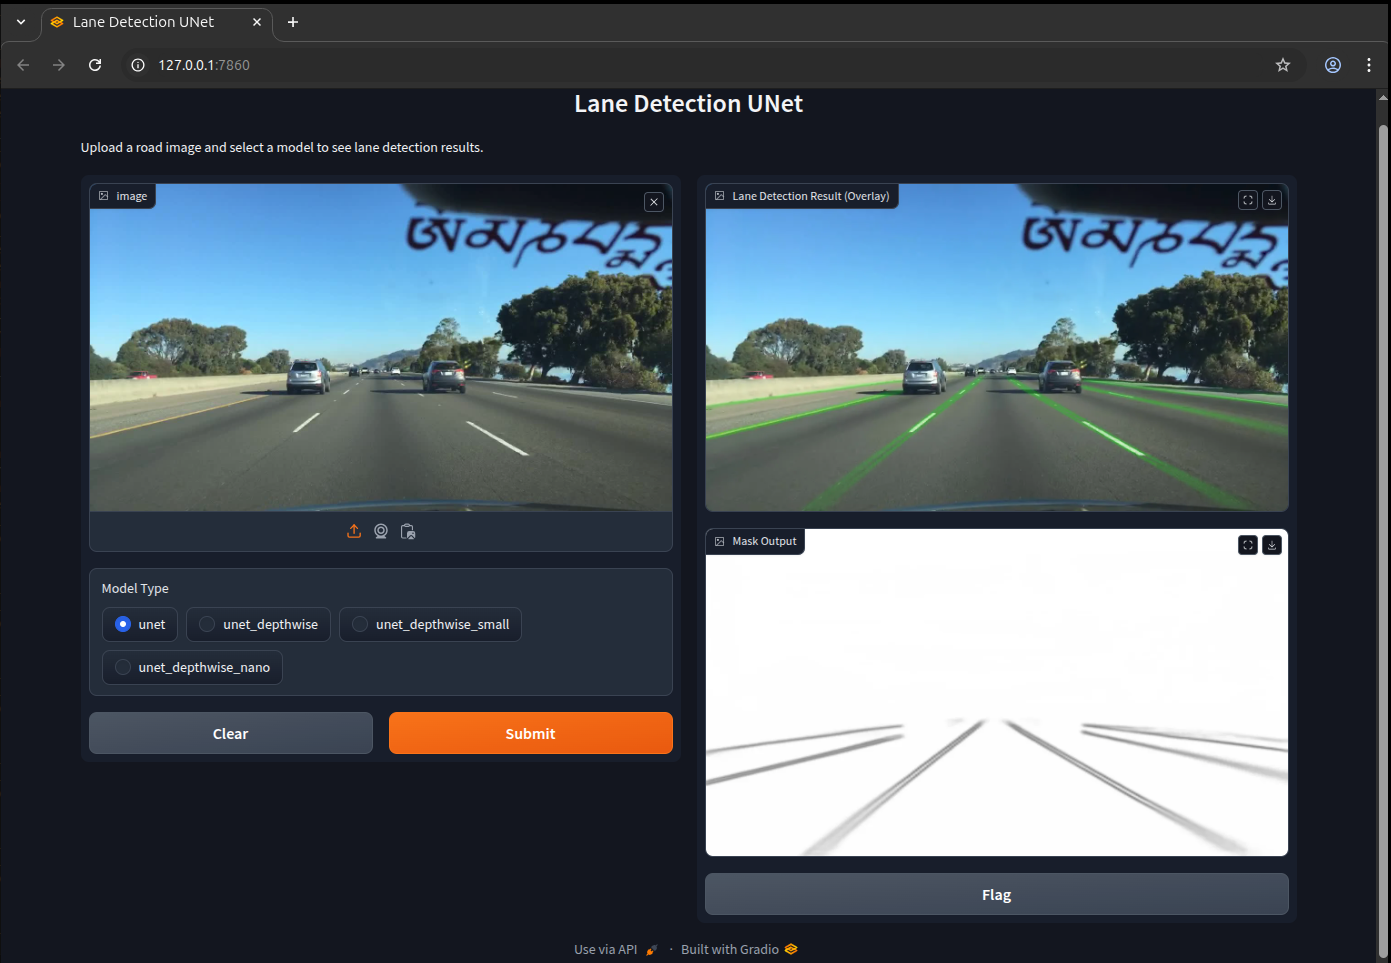 Lane Detection UNet
127.0.0.1:7860
Lane Detection UNet
Upload a road image and select a model to see lane detection results.
image
Model Type
unet
unet_depthwise
unet_depthwise_small
unet_depthwise_nano
Clear
Submit
Lane Detection Result (Overlay)
Mask Output
Flag
Use via API
·
Built with Gradio